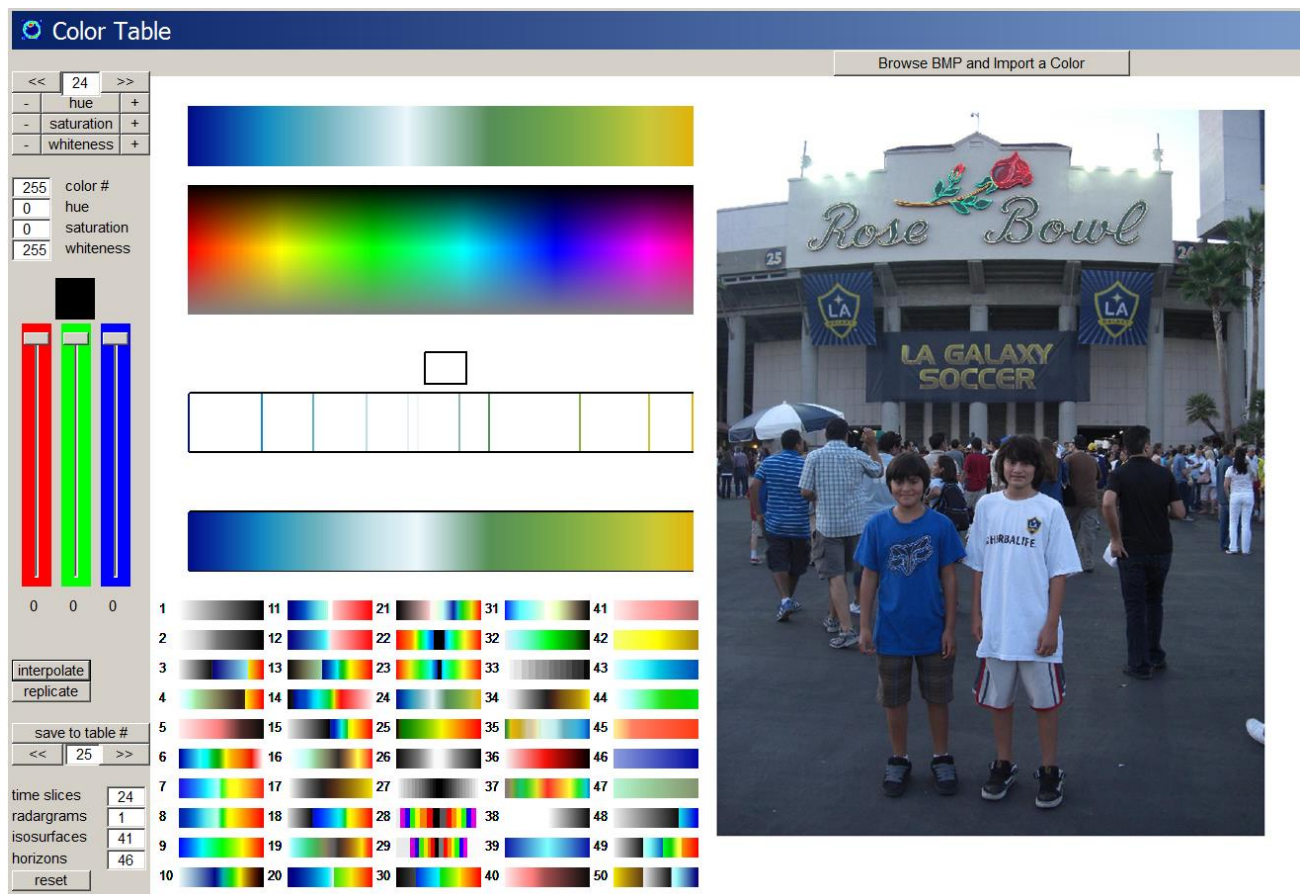 Color Table
Browse BMP and Import a Color
<< 24 >>
- hue +
- saturation +
- whiteness +
255 color #
0 hue
0 saturation
255 whiteness
0 0 0
interpolate
replicate
save to table #
<< 25 >>
time slices 24
radargrams 1
isosurfaces 41
horizons 46
reset
1 11 21 31 41
2 12 22 32 42
3 13 23 33 43
4 14 24 34 44
5 15 25 35 45
6 16 26 36 46
7 17 27 37 47
8 18 28 38 48
9 19 29 39 49
10 20 30 40 50
Rose Bowl
25
LA
LA
LA GALAXY
SOCCER
HERBALIFE